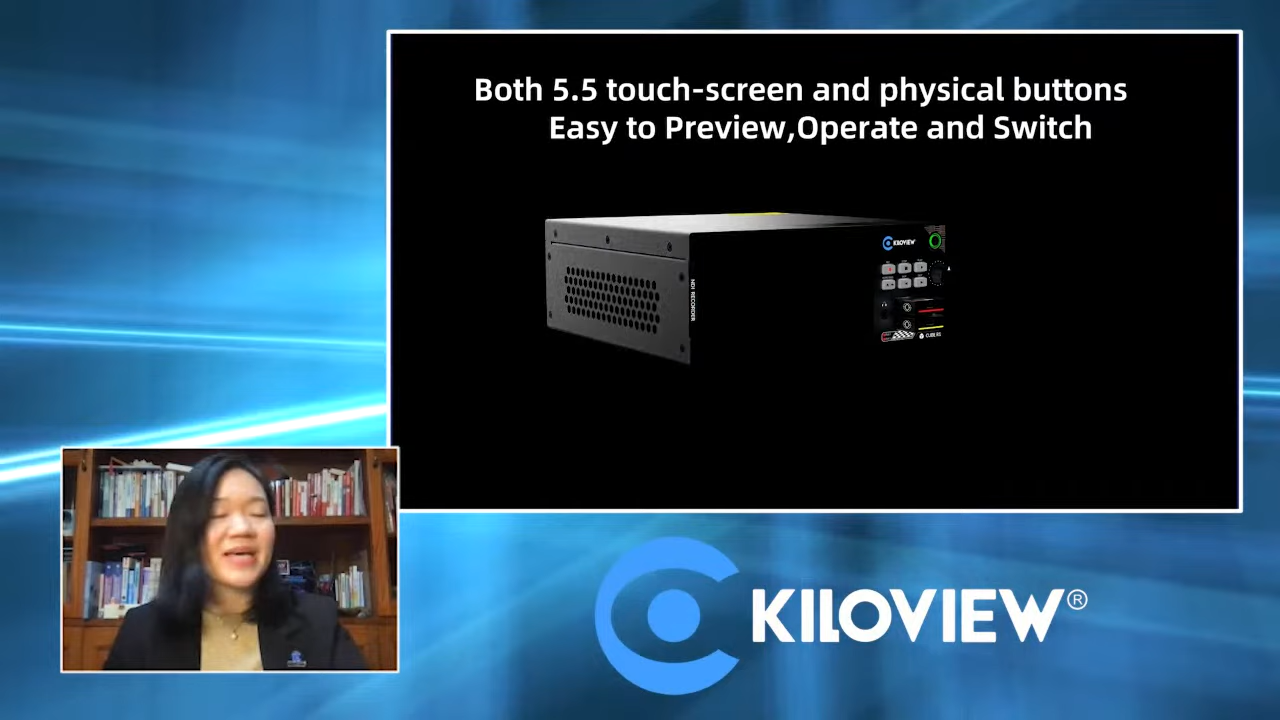 Both 5.5 touch-screen and physical buttons
Easy to Preview,Operate and Switch
KILOVIEW
NDI RECORDER
CUBE R1
KILOVIEW®